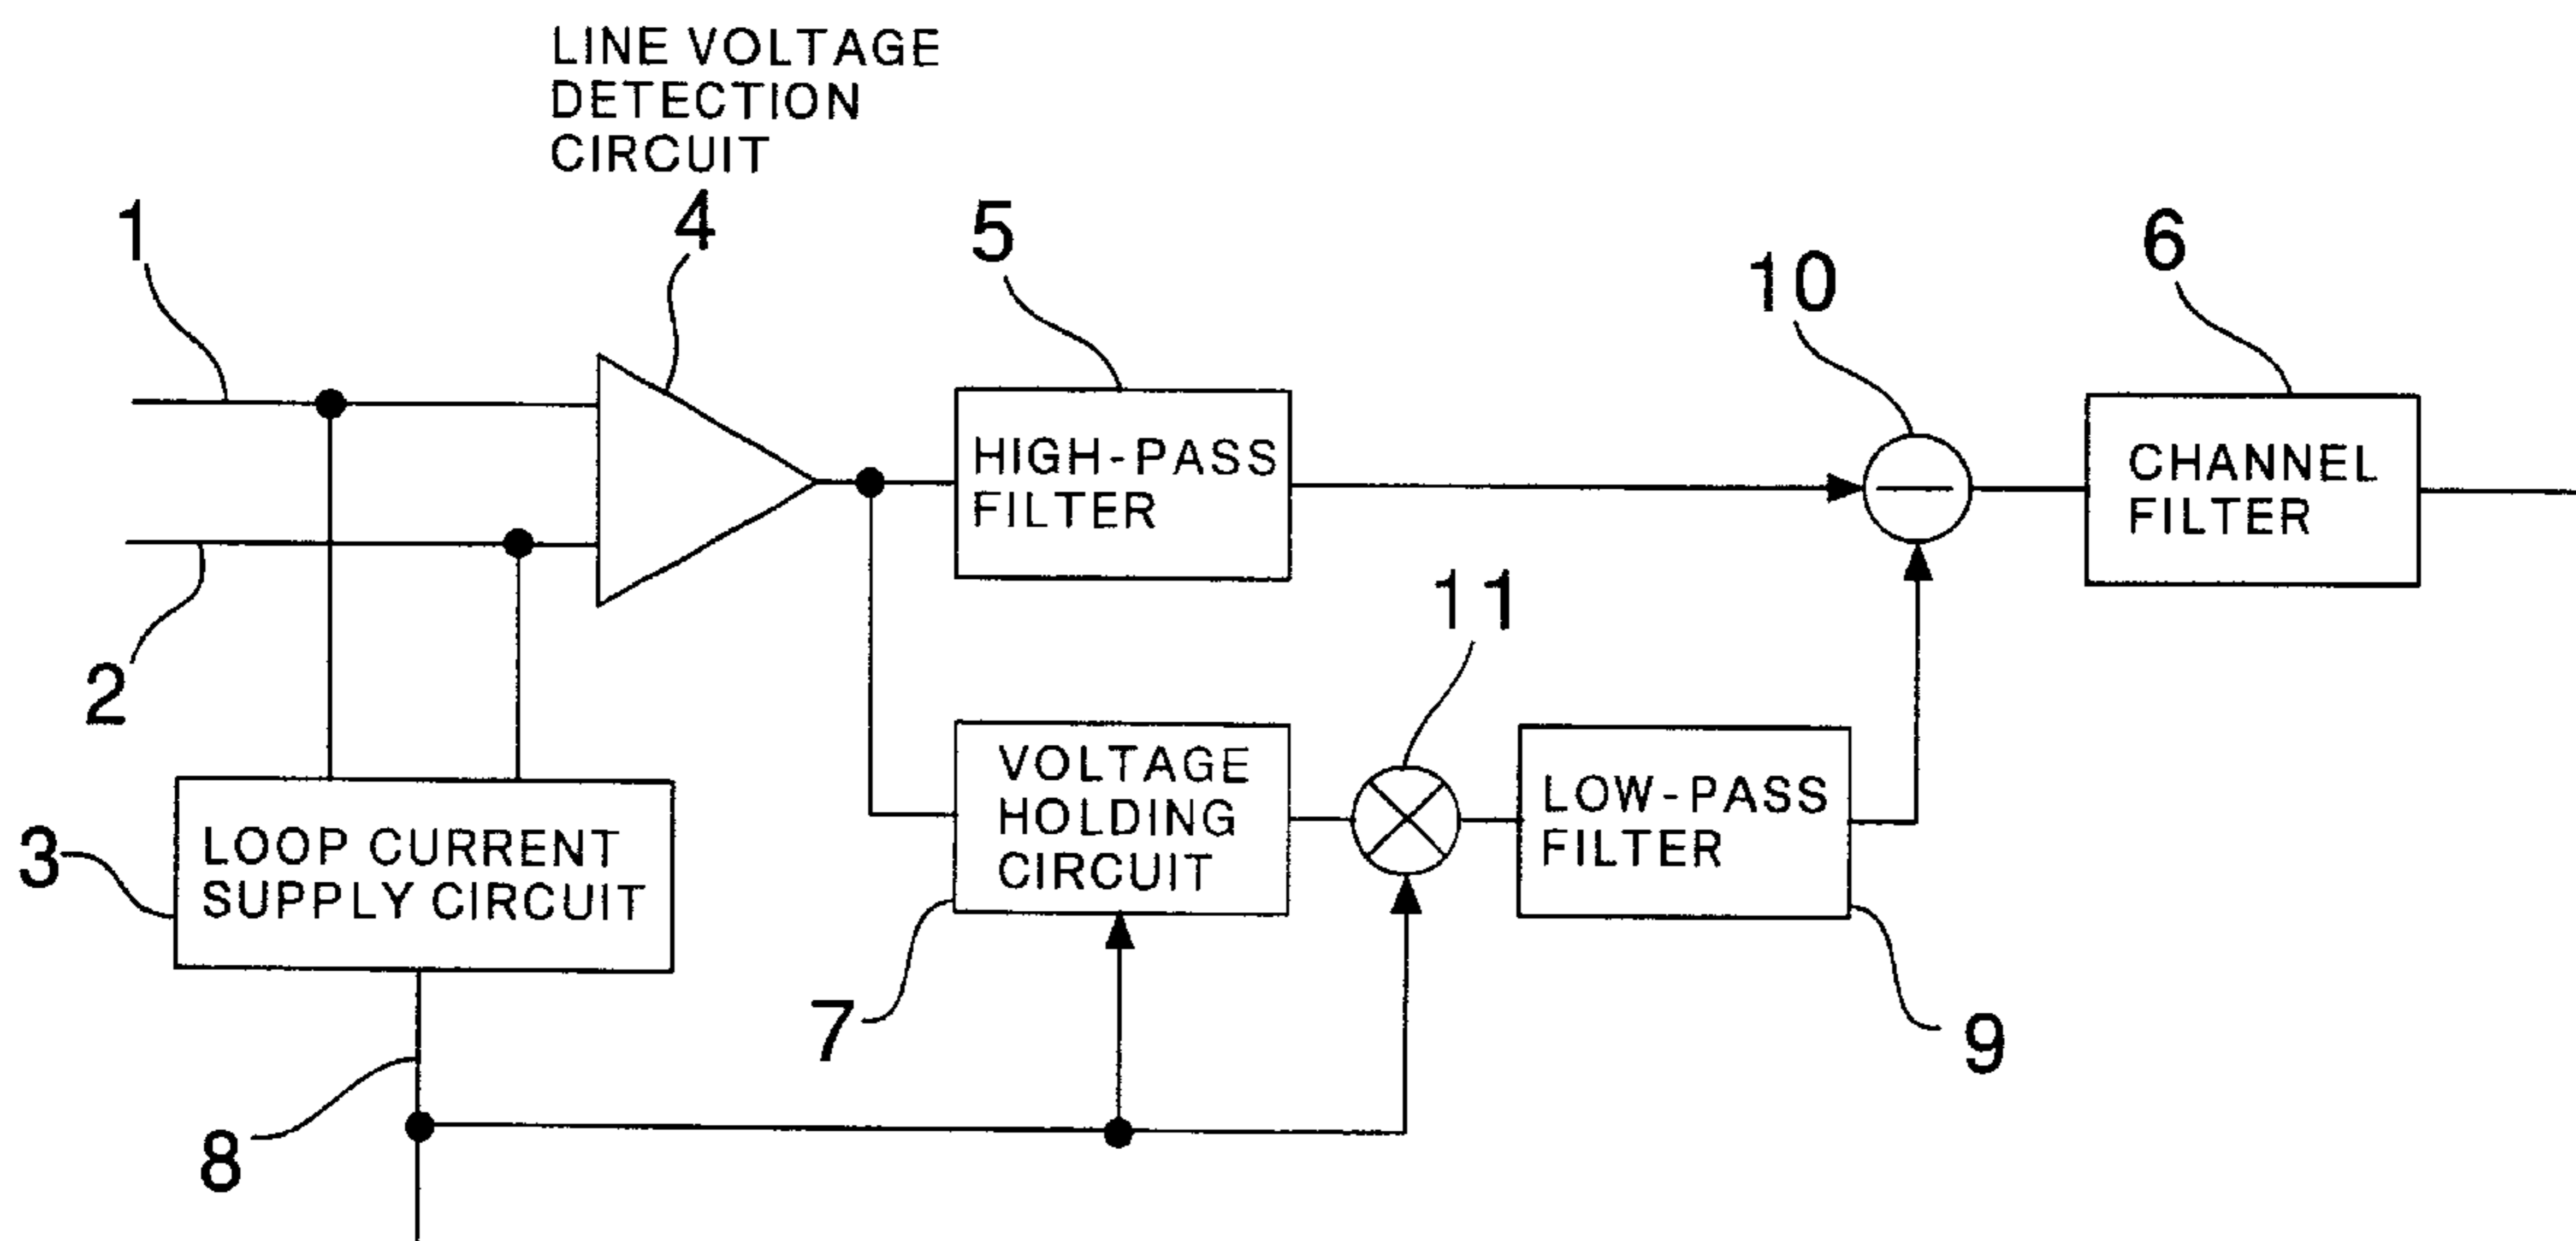 LINE VOLTAGE
DETECTION
CIRCUIT
4
1
5
10
6
HIGH-PASS
FILTER
CHANNEL
FILTER
2
11
VOLTAGE
HOLDING
CIRCUIT
LOW-PASS
FILTER
3
LOOP CURRENT
SUPPLY CIRCUIT
7
9
8